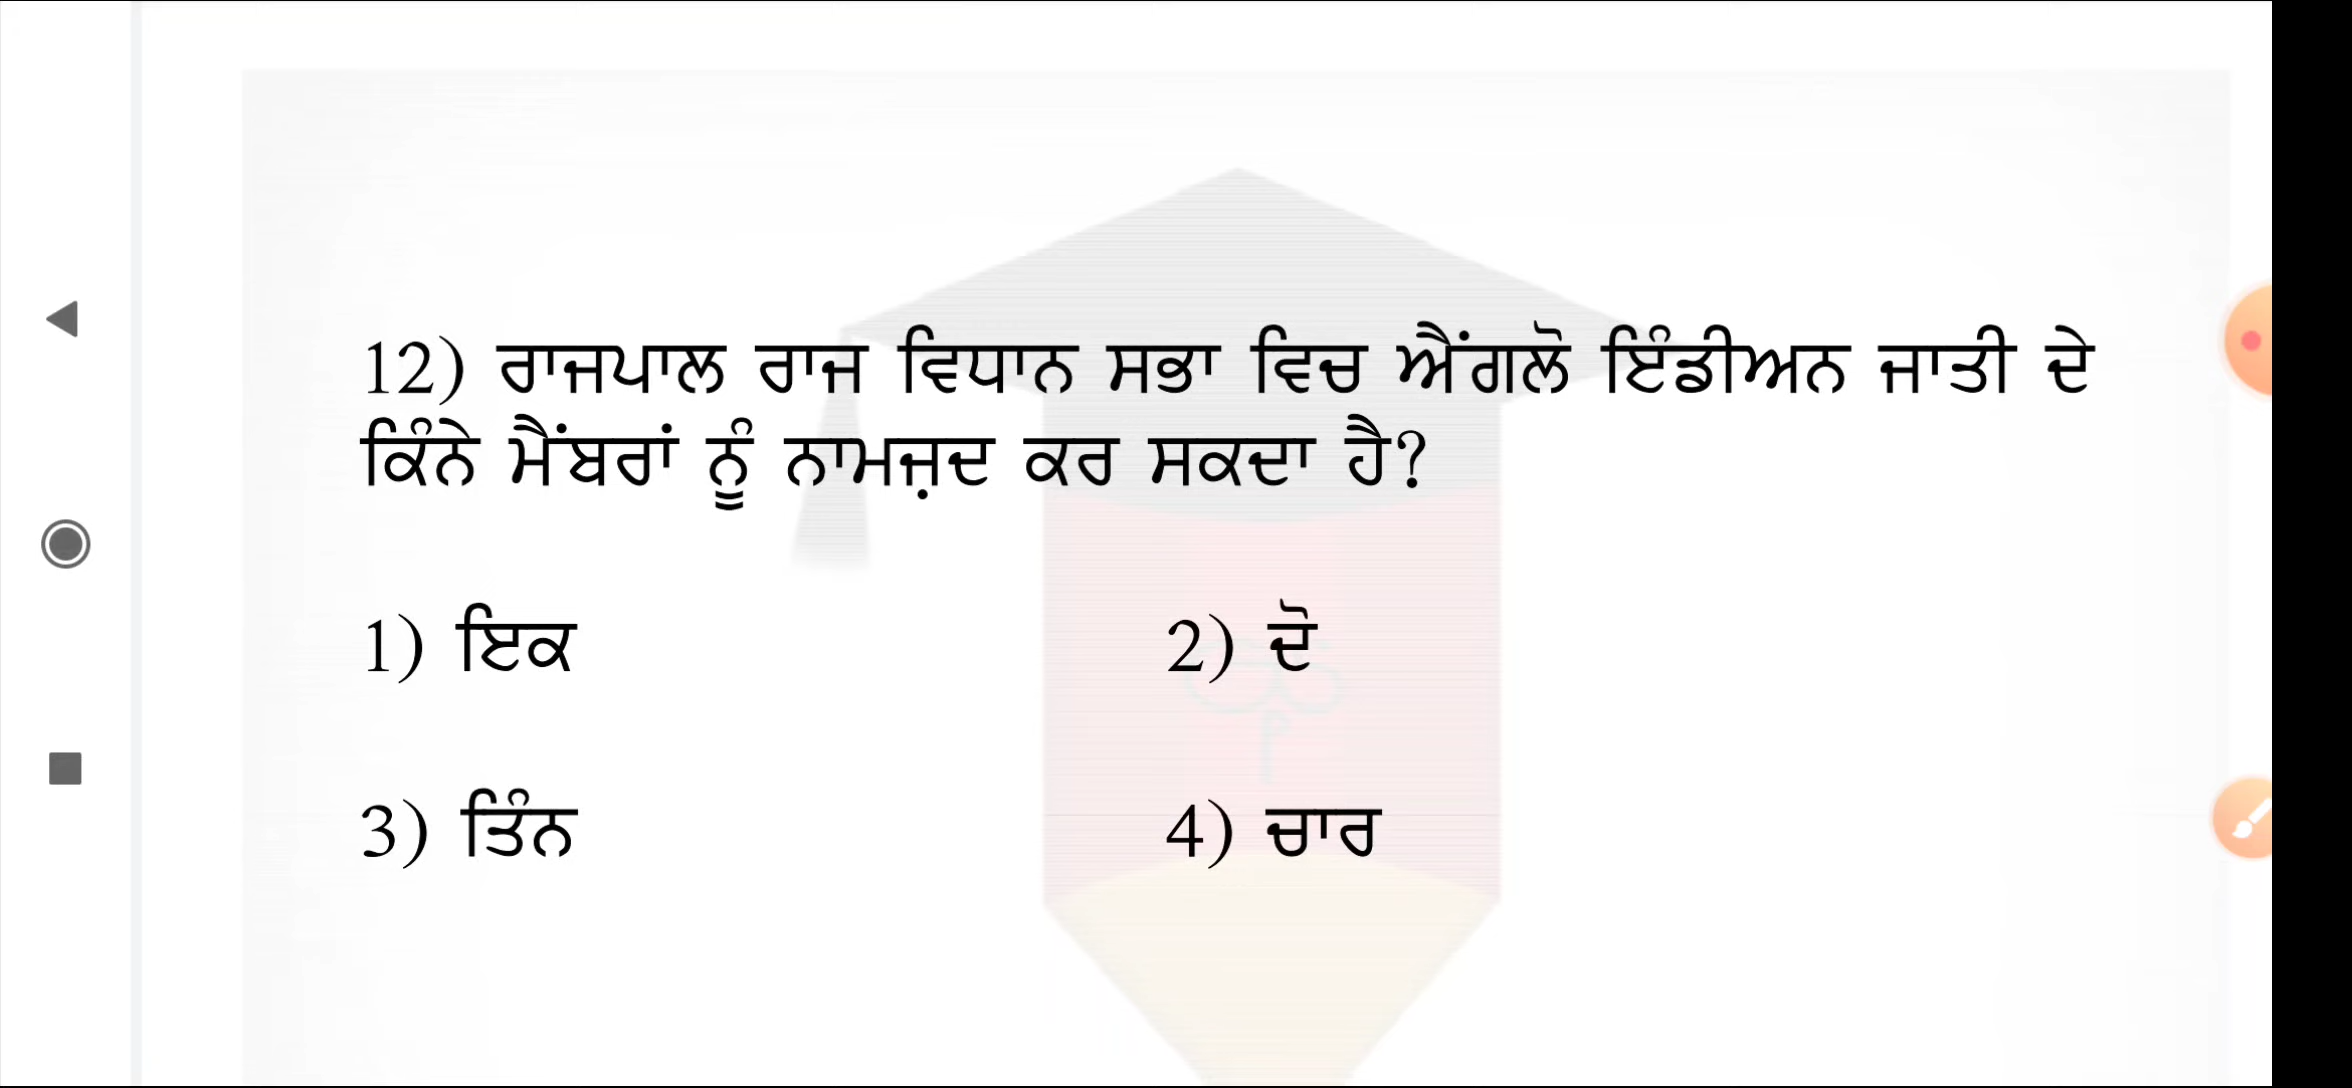 12) ਰਾਜਪਾਲ ਰਾਜ ਵਿਧਾਨ ਸਭਾ ਵਿਚ ਐਂਗਲੋ ਇੰਡੀਅਨ ਜਾਤੀ ਦੇ
ਕਿੰਨੇ ਮੈਂਬਰਾਂ ਨੂੰ ਨਾਮਜ਼ਦ ਕਰ ਸਕਦਾ ਹੈ?
1) ਇਕ 2) ਦੋ
3) ਤਿੰਨ 4) ਚਾਰ